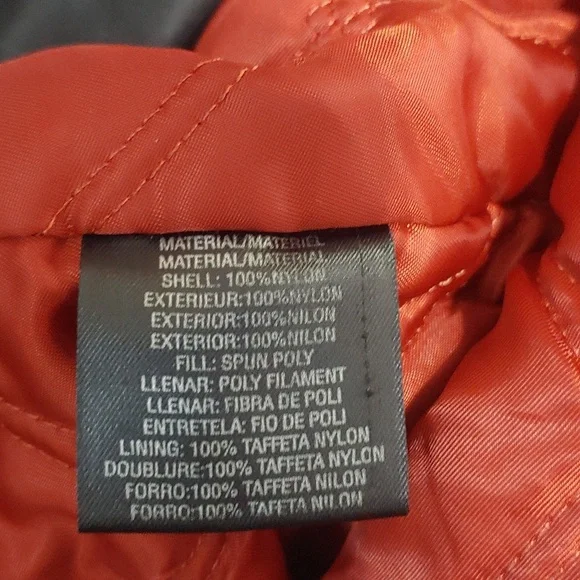 MATERIAL/MATERIEL
MATERIAL/MATERIAL
SHELL: 100%NYLON
EXTERIEUR:100%NYLON
EXTERIOR:100%NILON
EXTERIOR:100%NILON
FILL: SPUN POLY
LLENAR: POLY FILAMENT
LLENAR: FIBRA DE POLI
ENTRETELA: FIO DE POLI
LINING: 100% TAFFETA NYLON
DOUBLURE:100% TAFFETA NYLON
FORRO:100% TAFFETA NILON
FORRO:100% TAFFETA NILON